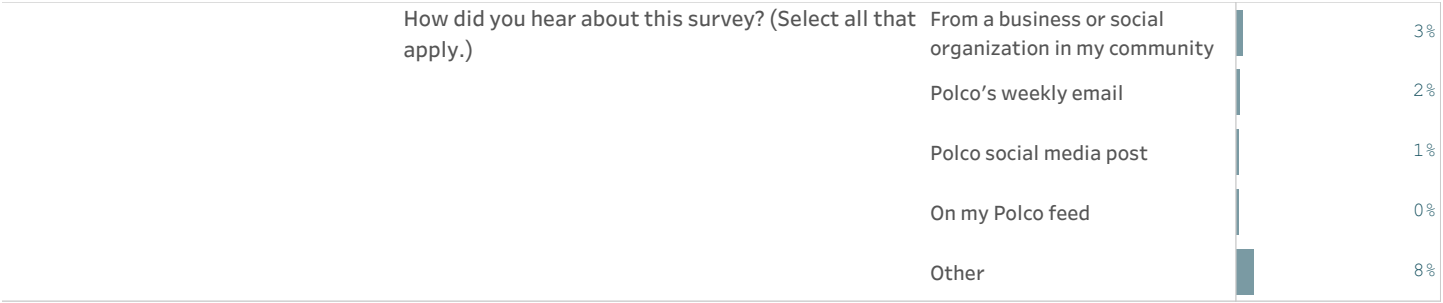 How did you hear about this survey? (Select all that
apply.)
From a business or social
organization in my community
3%
Polco’s weekly email
2%
Polco social media post
1%
On my Polco feed
0%
Other
8%